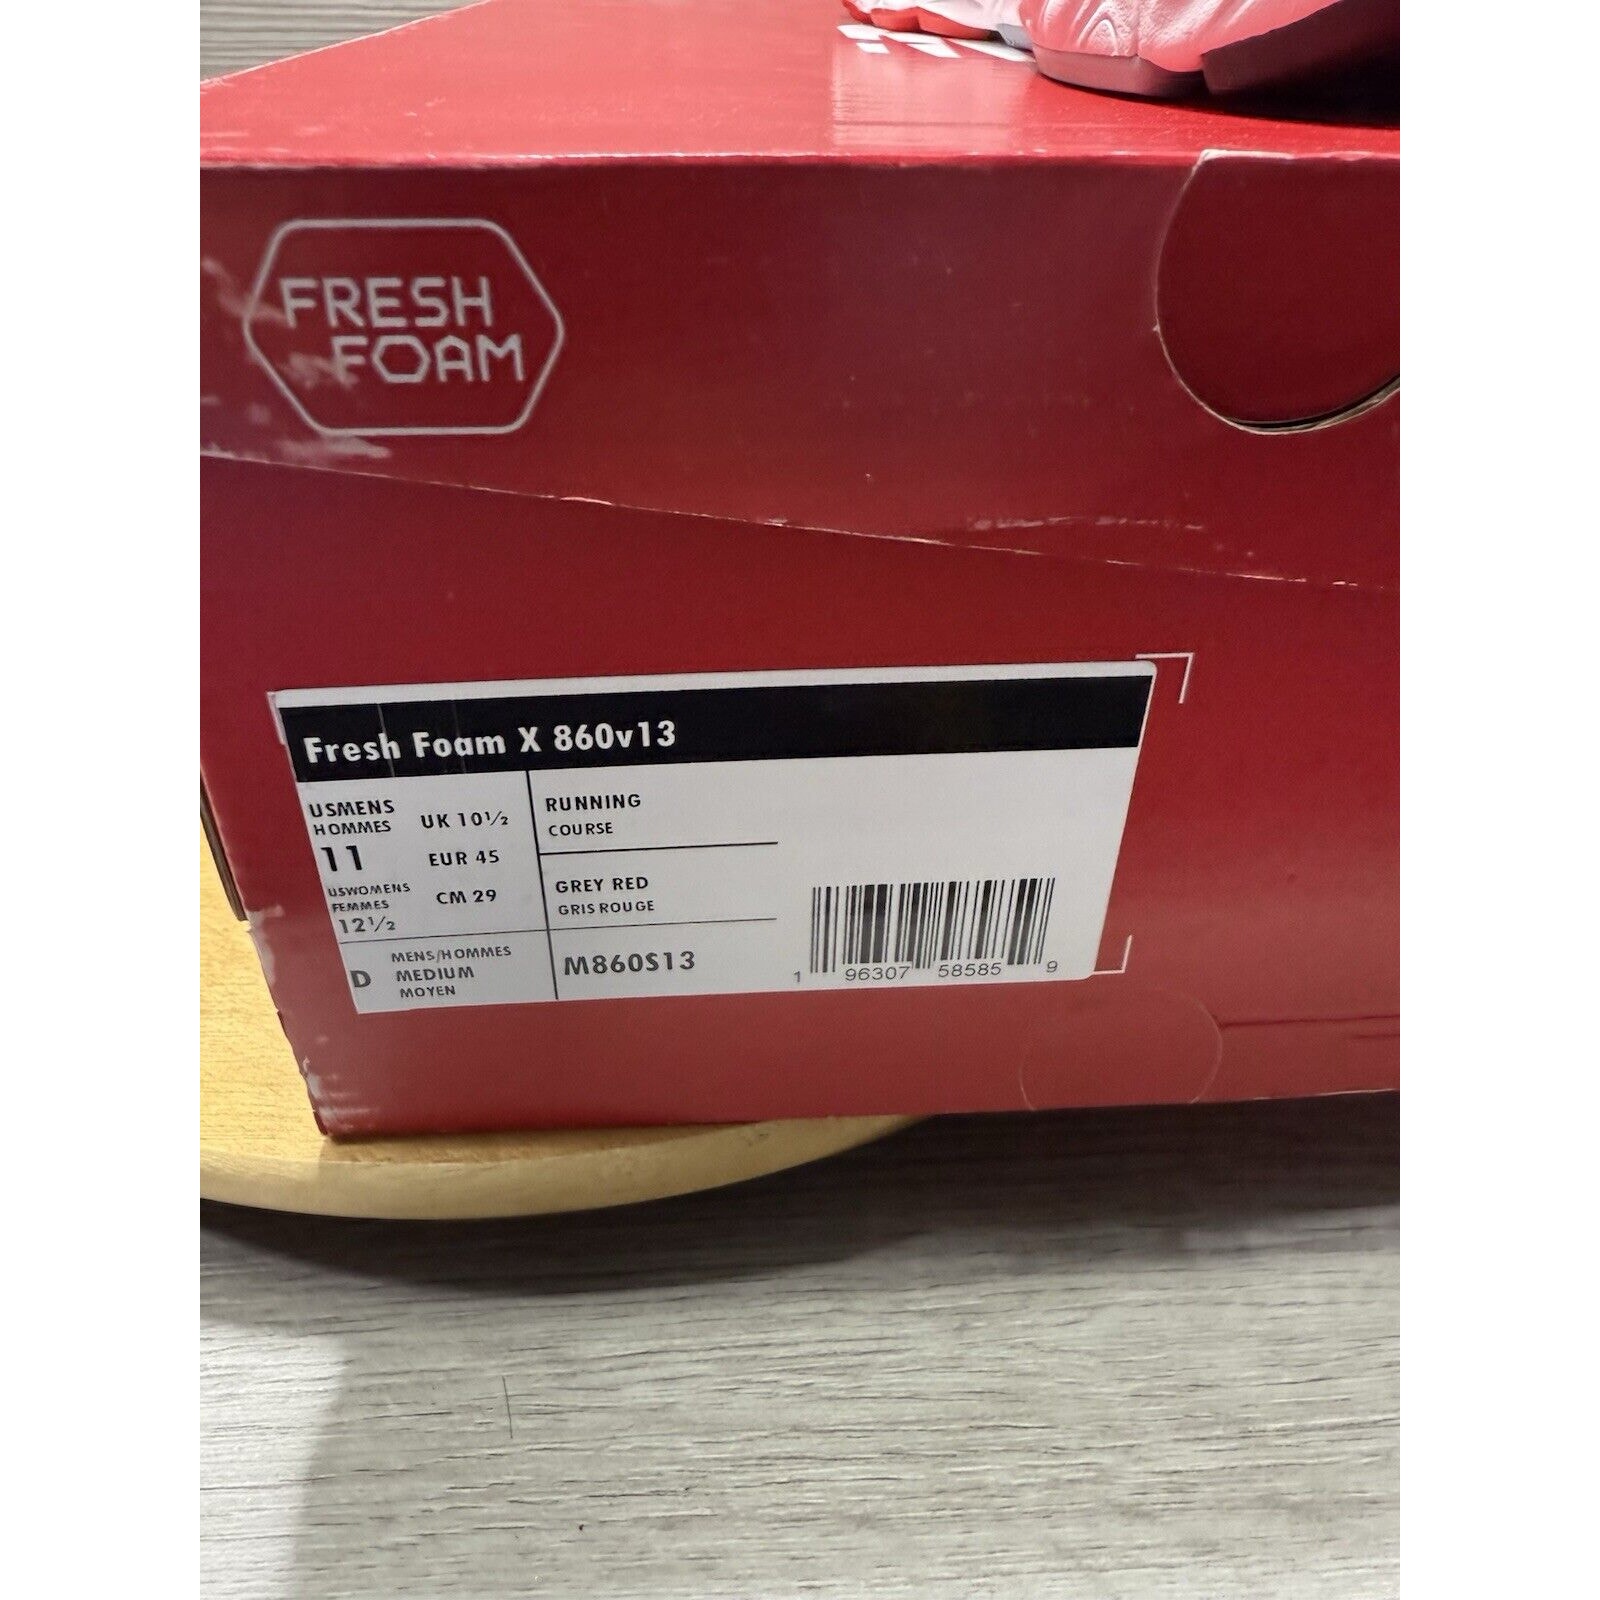 FRESH
FOAM
Fresh Foam X 860v13
USMENS
HOMMES
11
USWOMENS
FEMMES
12½
UK 10½
EUR 45
CM 29
RUNNING
COURSE
GREY RED
GRIS ROUGE
D
MENS/HOMMES
MEDIUM
MOYEN
M860S13
1 96307 58585 9